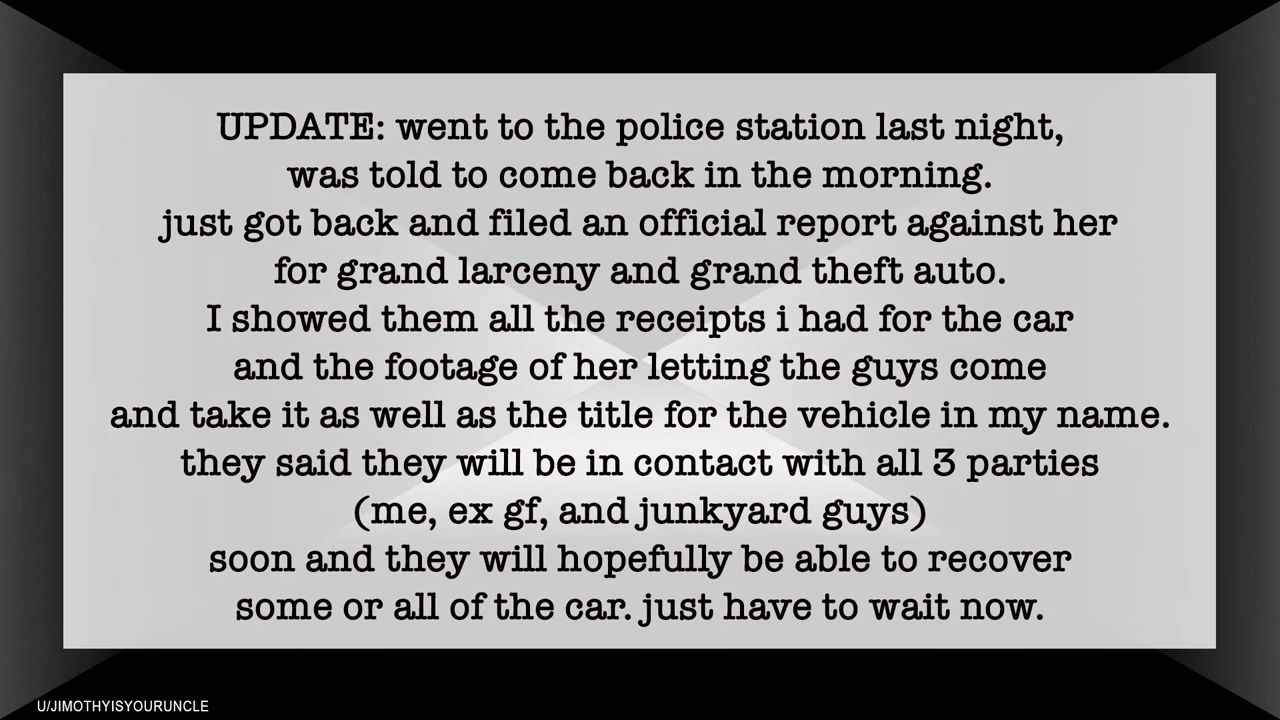 UPDATE: went to the police station last night,
was told to come back in the morning.
just got back and filed an official report against her
for grand larceny and grand theft auto.
I showed them all the receipts i had for the car
and the footage of her letting the guys come
and take it as well as the title for the vehicle in my name.
they said they will be in contact with all 3 parties
(me, ex gf, and junkyard guys)
soon and they will hopefully be able to recover
some or all of the car. just have to wait now.
U/JIMOTHYISYOURUNCLE